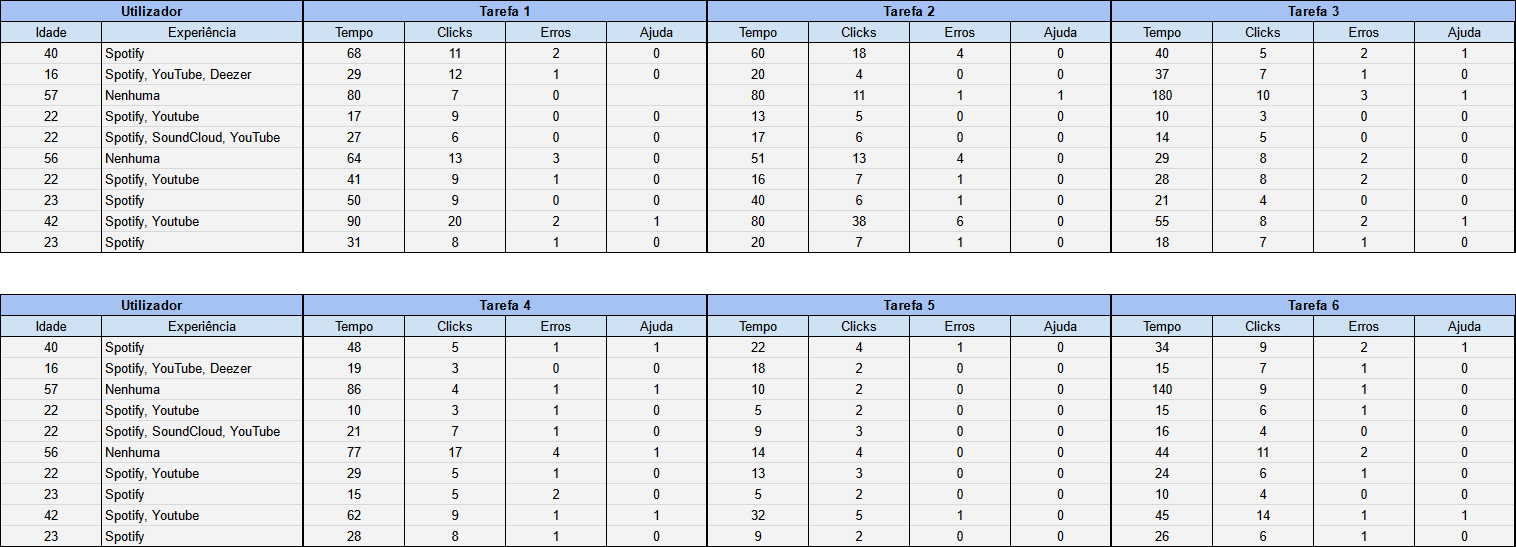 Utilizador Tarefa 1 Tarefa 2 Tarefa 3
Idade Experiência Tempo Clicks Erros Ajuda Tempo Clicks Erros Ajuda Tempo Clicks Erros Ajuda
40 Spotify 68 11 2 0 60 18 4 0 40 5 2 1
16 Spotify, YouTube, Deezer 29 12 1 0 20 4 0 0 37 7 1 0
57 Nenhuma 80 7 0 80 11 1 1 180 10 3 1
22 Spotify, Youtube 17 9 0 0 13 5 0 0 10 3 0 0
22 Spotify, SoundCloud, YouTube 27 6 0 0 17 6 0 0 14 5 0 0
56 Nenhuma 64 13 3 0 51 13 4 0 29 8 2 0
22 Spotify, Youtube 41 9 1 0 16 7 1 0 28 8 2 0
23 Spotify 50 9 0 0 40 6 1 0 21 4 0 0
42 Spotify, Youtube 90 20 2 1 80 38 6 0 55 8 2 1
23 Spotify 31 8 1 0 20 7 1 0 18 7 1 0
Utilizador Tarefa 4 Tarefa 5 Tarefa 6
Idade Experiência Tempo Clicks Erros Ajuda Tempo Clicks Erros Ajuda Tempo Clicks Erros Ajuda
40 Spotify 48 5 1 1 22 4 1 0 34 9 2 1
16 Spotify, YouTube, Deezer 19 3 0 0 18 2 0 0 15 7 1 0
57 Nenhuma 86 4 1 1 10 2 0 0 140 9 1 0
22 Spotify, Youtube 10 3 1 0 5 2 0 0 15 6 1 0
22 Spotify, SoundCloud, YouTube 21 7 1 0 9 3 0 0 16 4 0 0
56 Nenhuma 77 17 4 1 14 4 0 0 44 11 2 0
22 Spotify, Youtube 29 5 1 0 13 3 0 0 24 6 1 0
23 Spotify 15 5 2 0 5 2 0 0 10 4 0 0
42 Spotify, Youtube 62 9 1 1 32 5 1 0 45 14 1 1
23 Spotify 28 8 1 0 9 2 0 0 26 6 1 0